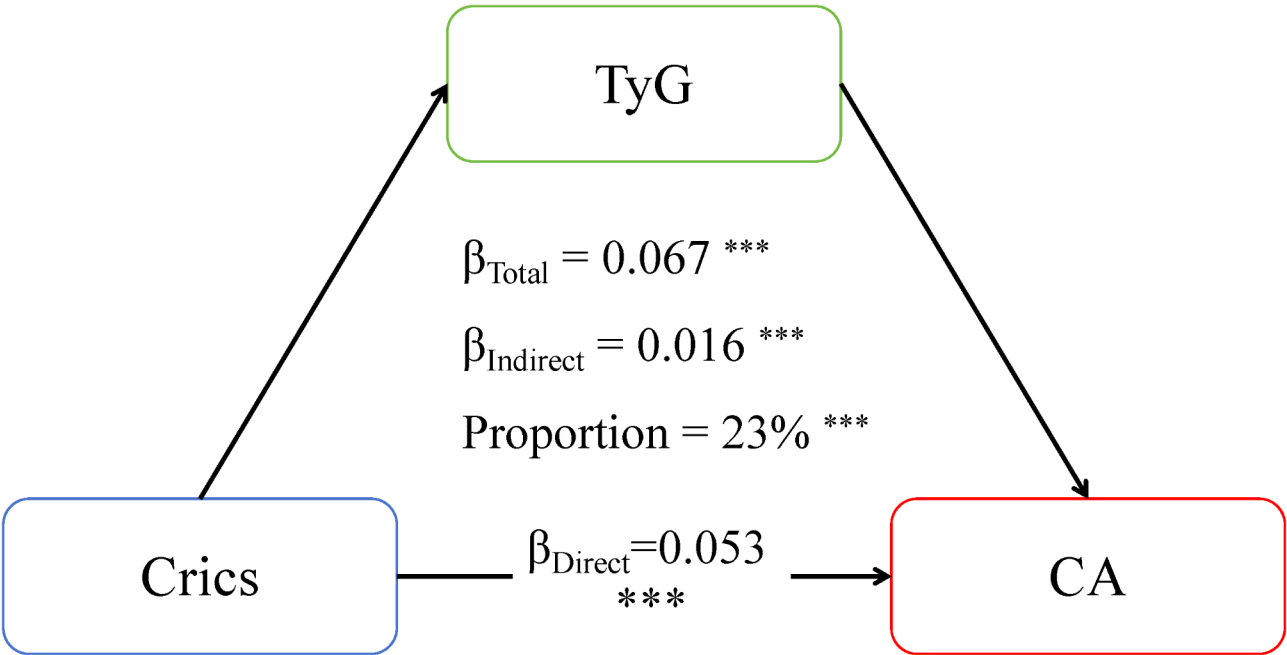 TyG
βTotal = 0.067 ***
βIndirect = 0.016 ***
Proportion = 23% ***
βDirect=0.053
***
Crics
CA